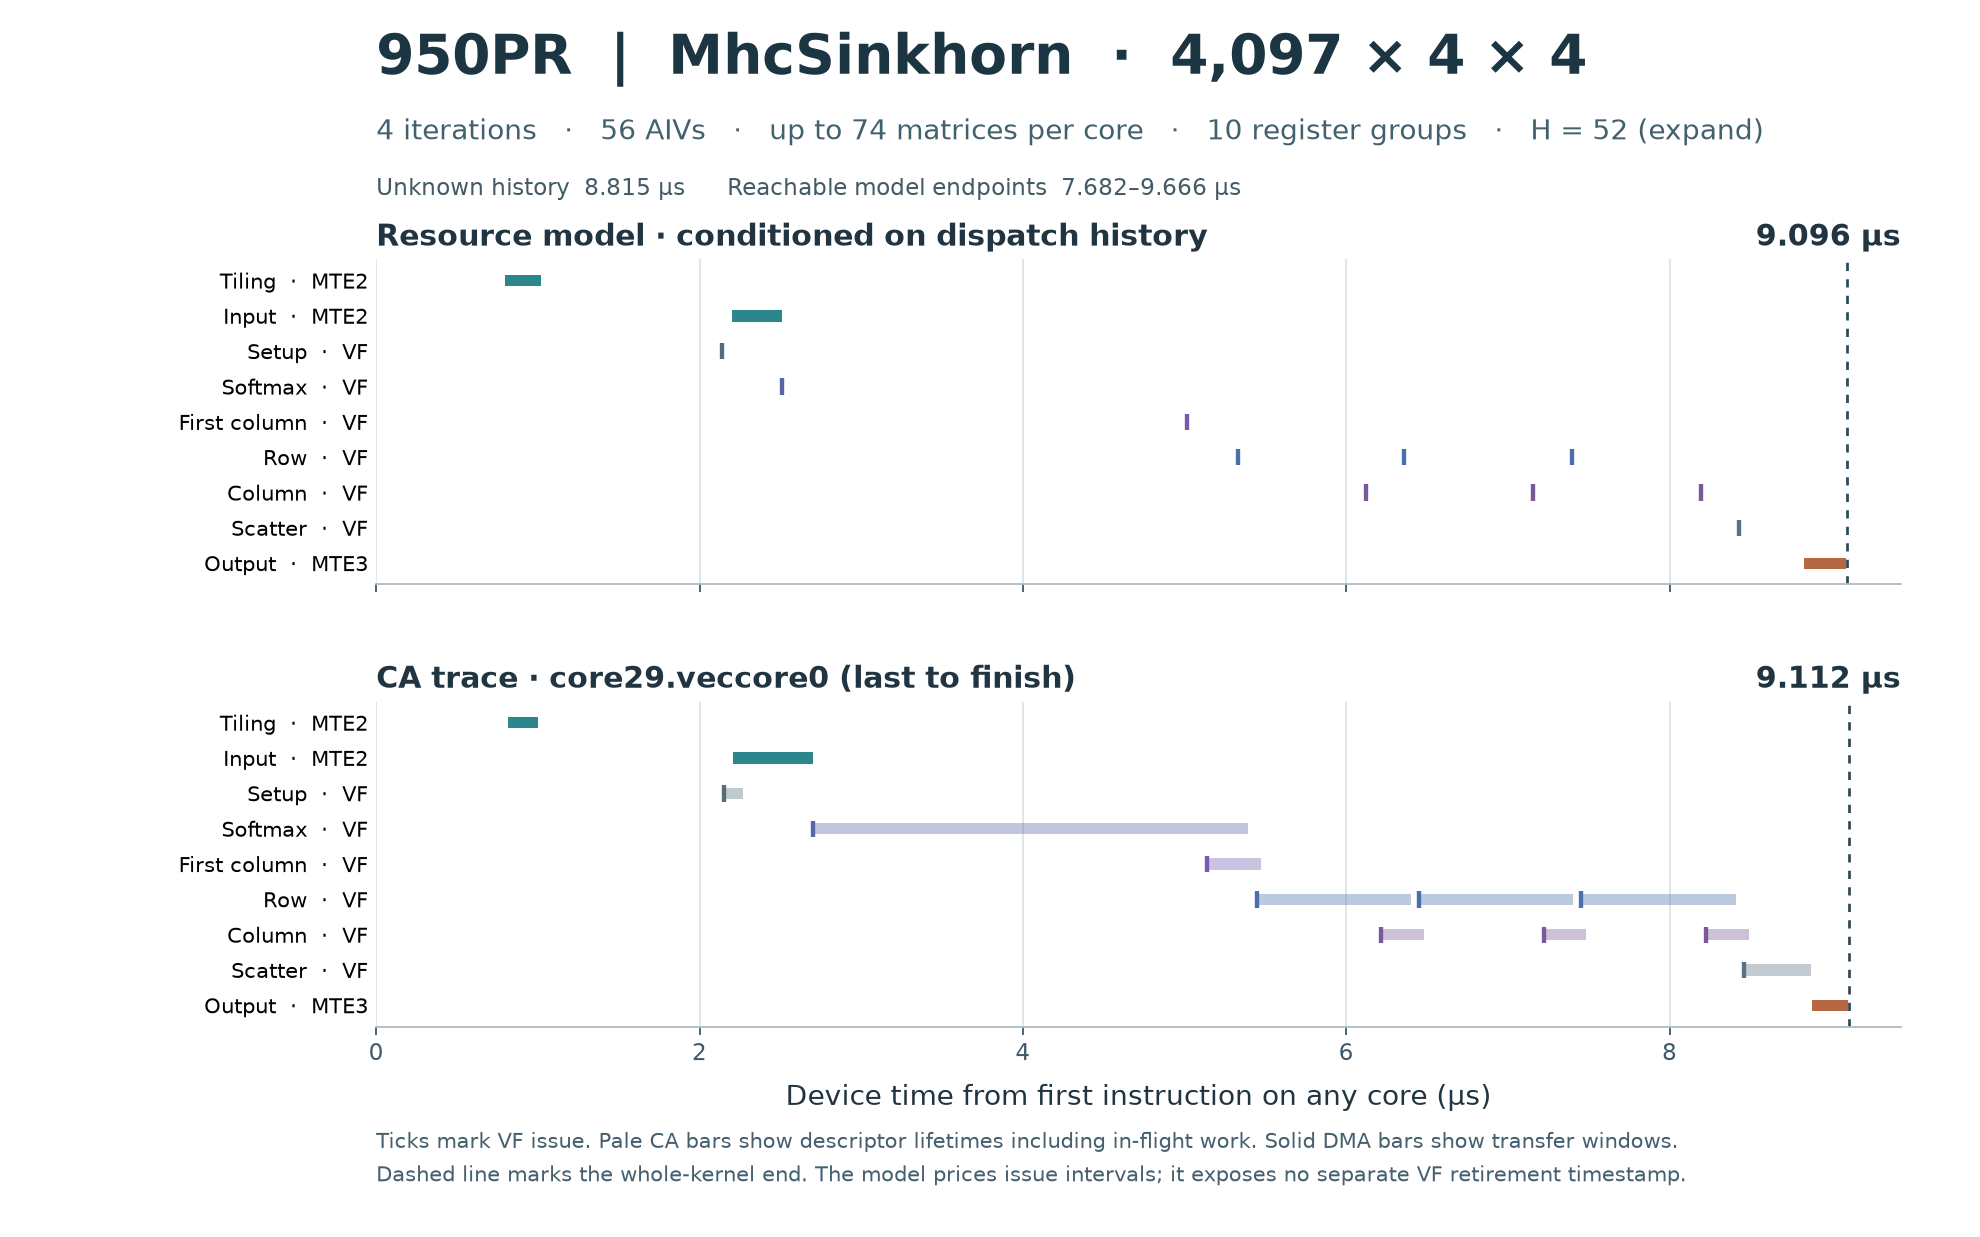 950PR | MhcSinkhorn · 4,097 × 4 × 4
4 iterations · 56 AIVs · up to 74 matrices per core · 10 register groups · H = 52 (expand)
Unknown history 8.815 µs Reachable model endpoints 7.682–9.666 µs
Resource model · conditioned on dispatch history 9.096 µs
Tiling · MTE2
Input · MTE2
Setup · VF
Softmax · VF
First column · VF
Row · VF
Column · VF
Scatter · VF
Output · MTE3
CA trace · core29.veccore0 (last to finish) 9.112 µs
Tiling · MTE2
Input · MTE2
Setup · VF
Softmax · VF
First column · VF
Row · VF
Column · VF
Scatter · VF
Output · MTE3
0 2 4 6 8
Device time from first instruction on any core (µs)
Ticks mark VF issue. Pale CA bars show descriptor lifetimes including in-flight work. Solid DMA bars show transfer windows.
Dashed line marks the whole-kernel end. The model prices issue intervals; it exposes no separate VF retirement timestamp.